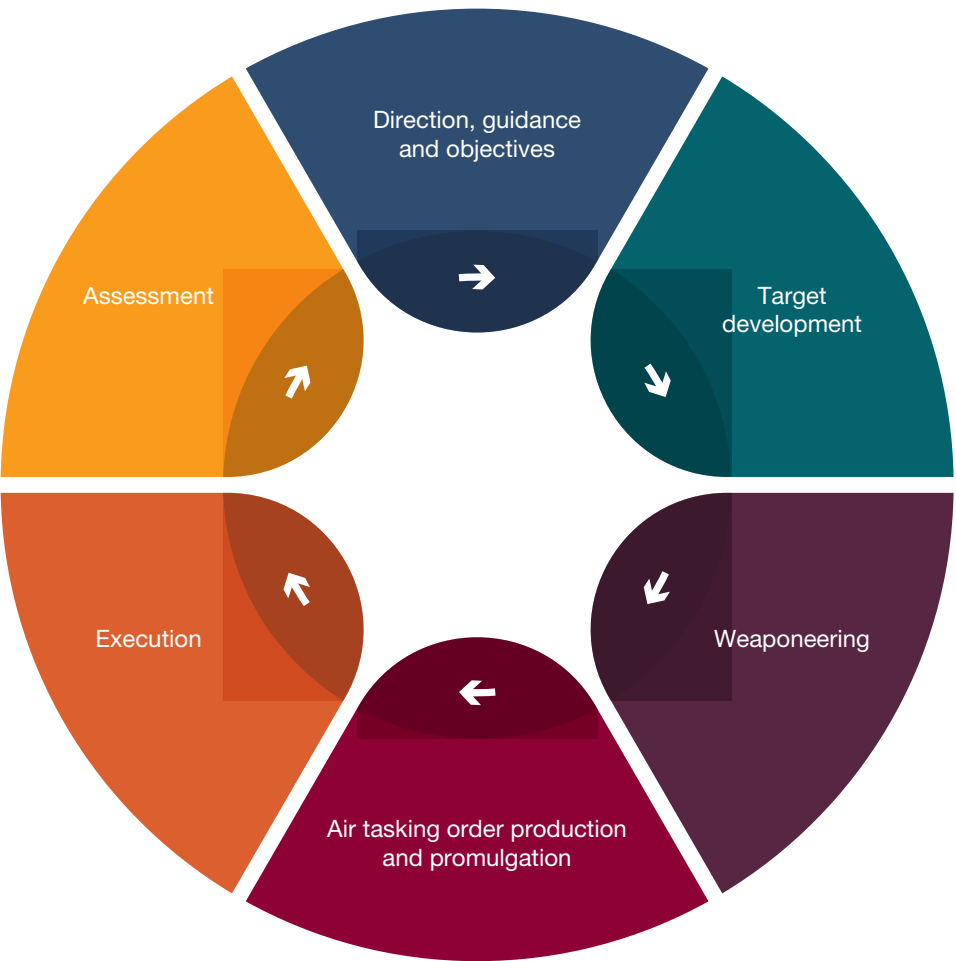 Direction, guidance
and objectives
Target
development
Weaponeering
Air tasking order production
and promulgation
Execution
Assessment